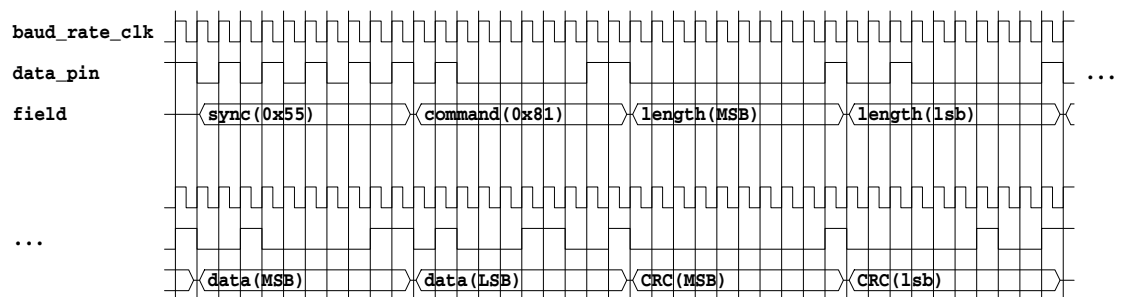 baud_rate_clk
data_pin ...
field sync(0x55) command(0x81) length(MSB) length(lsb)
...
data(MSB) data(LSB) CRC(MSB) CRC(lsb)